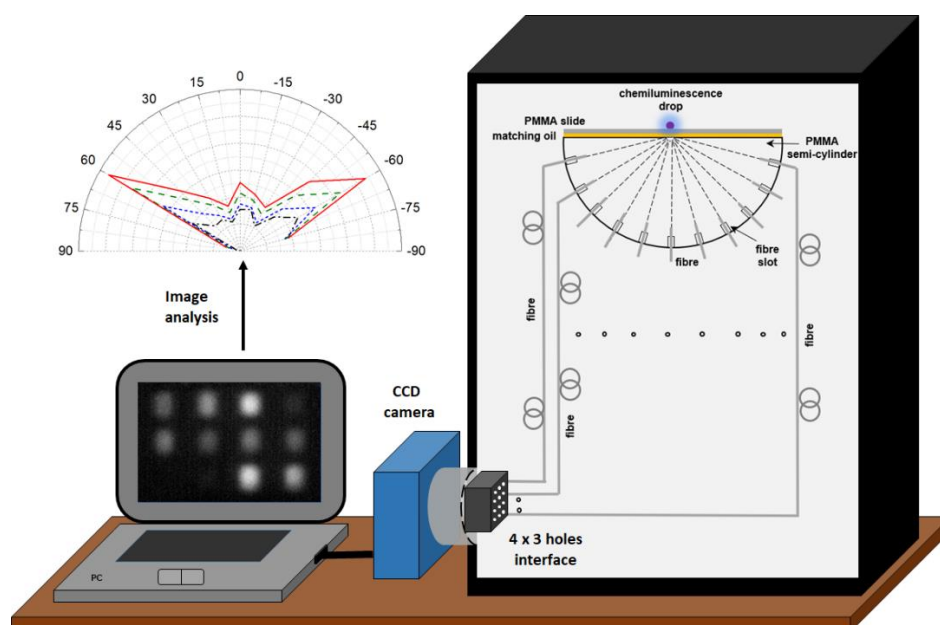 0
15
-15
30
-30
45
-45
60
-60
75
-75
90
-90
Image
analysis
PC
CCD
camera
4 x 3 holes
interface
chemiluminescence
drop
PMMA slide
matching oil
PMMA
semi-cylinder
fibre
slot
fibre
fibre
fibre
fibre